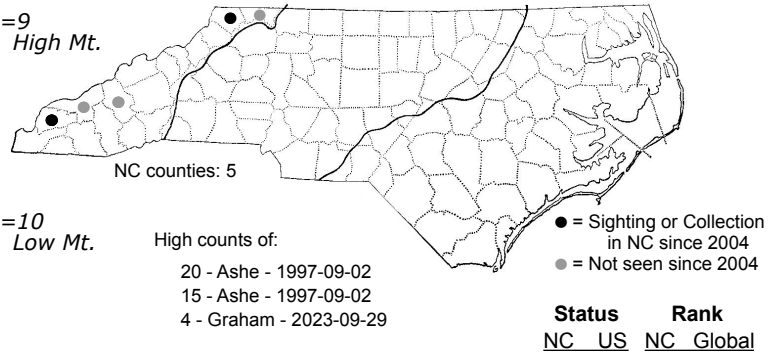 =9
High Mt.
NC counties: 5
=10
Low Mt.
High counts of:
20 - Ashe - 1997-09-02
15 - Ashe - 1997-09-02
4 - Graham - 2023-09-29
● = Sighting or Collection
in NC since 2004
● = Not seen since 2004
Status Rank
NC US NC Global